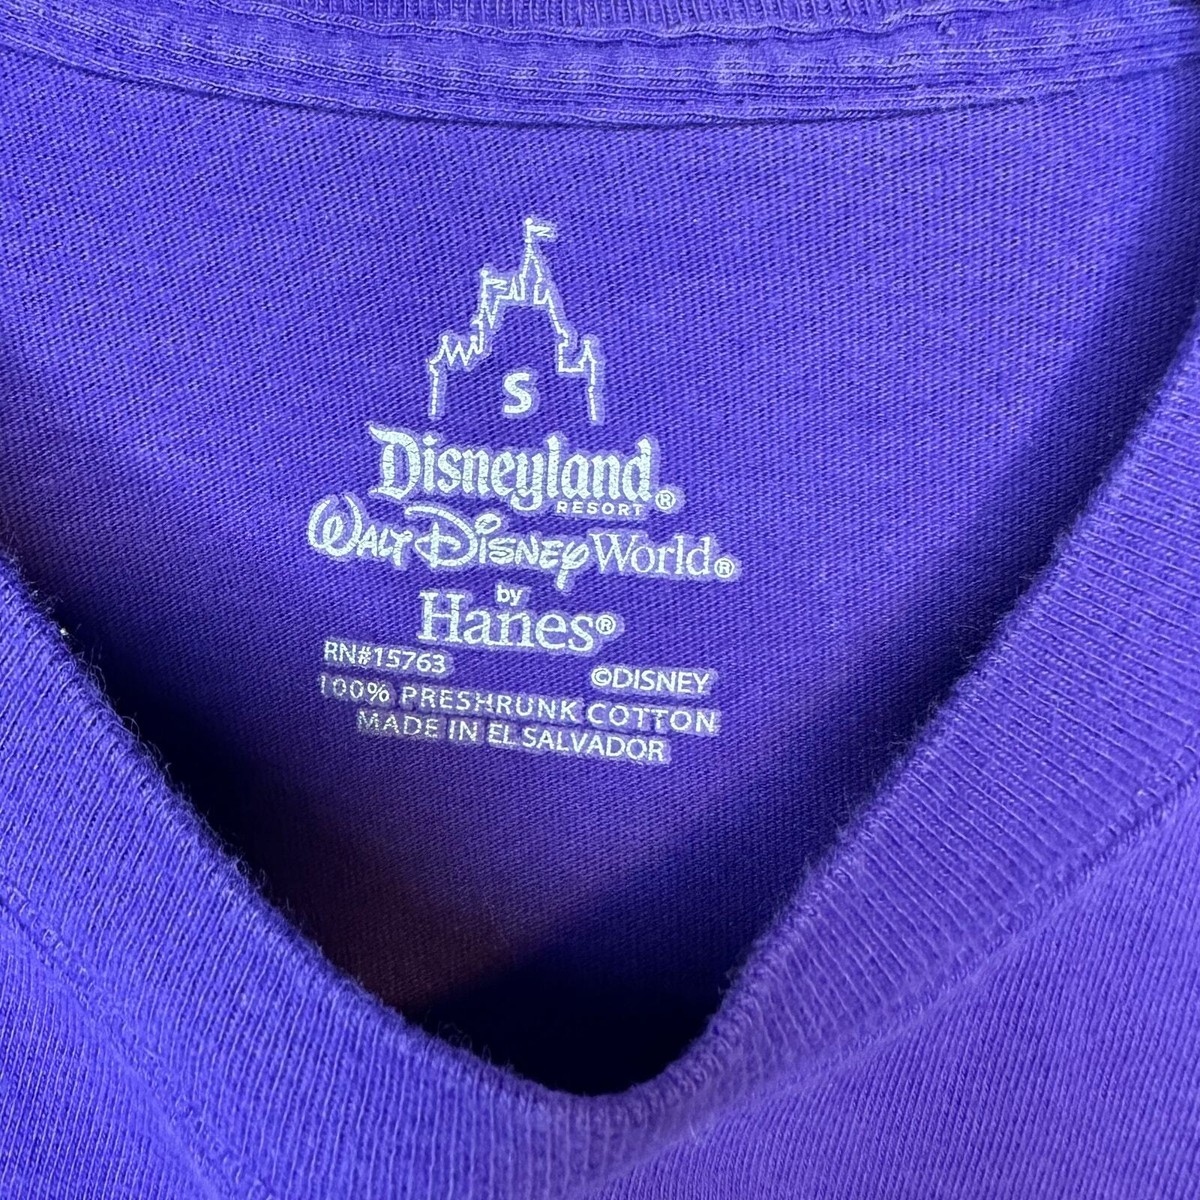 S
Disneyland®
RESORT
WALT DISNEY World®
by
Hanes®
RN#15763 ©DISNEY
100% PRESHRUNK COTTON
MADE IN EL SALVADOR